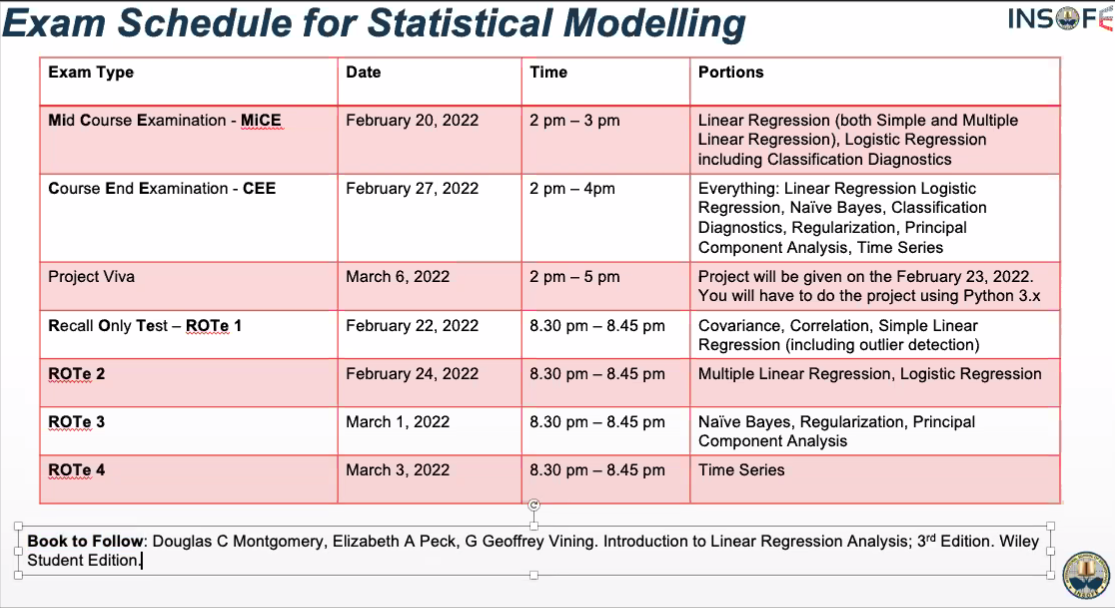 Exam Schedule for Statistical Modelling
INSOFE
Exam Type Date Time Portions
Mid Course Examination - MiCE February 20, 2022 2 pm – 3 pm Linear Regression (both Simple and Multiple
Linear Regression), Logistic Regression
including Classification Diagnostics
Course End Examination - CEE February 27, 2022 2 pm – 4pm Everything: Linear Regression Logistic
Regression, Naïve Bayes, Classification
Diagnostics, Regularization, Principal
Component Analysis, Time Series
Project Viva March 6, 2022 2 pm – 5 pm Project will be given on the February 23, 2022.
You will have to do the project using Python 3.x
Recall Only Test – ROTe 1 February 22, 2022 8.30 pm – 8.45 pm Covariance, Correlation, Simple Linear
Regression (including outlier detection)
ROTe 2 February 24, 2022 8.30 pm – 8.45 pm Multiple Linear Regression, Logistic Regression
ROTe 3 March 1, 2022 8.30 pm – 8.45 pm Naïve Bayes, Regularization, Principal
Component Analysis
ROTe 4 March 3, 2022 8.30 pm – 8.45 pm Time Series
Book to Follow: Douglas C Montgomery, Elizabeth A Peck, G Geoffrey Vining. Introduction to Linear Regression Analysis; 3rd Edition. Wiley
Student Edition.